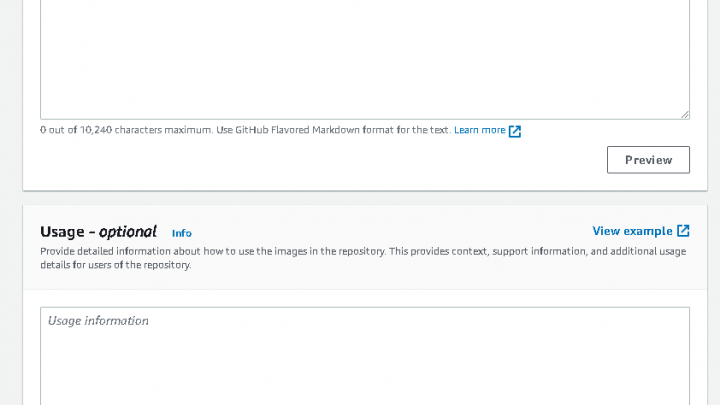 0 out of 10,240 characters maximum. Use GitHub Flavored Markdown format for the text. Learn more
Preview
Usage - optional Info
View example
Provide detailed information about how to use the images in the repository. This provides context, support information, and additional usage
details for users of the repository.
Usage information